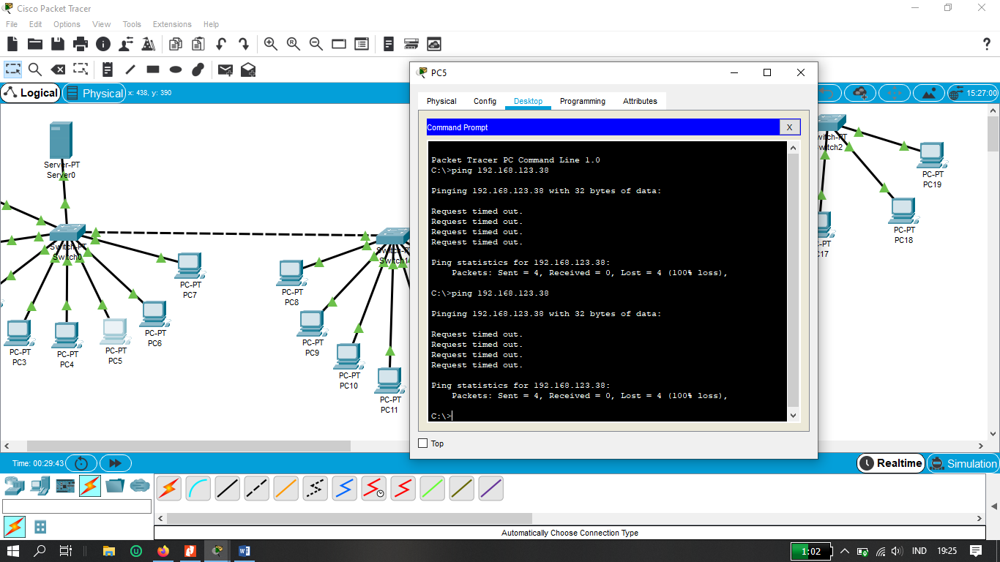 Cisco Packet Tracer
File Edit Options View Tools Extensions Help
Logical
Physical
x: 438, y: 390
15:27:00
Server-PT
Server0
Switch-PT
Switch0
PC-PT
PC3
PC-PT
PC4
PC-PT
PC5
PC-PT
PC6
PC-PT
PC7
PC-PT
PC8
PC-PT
PC9
PC-PT
PC10
PC-PT
PC11
Switch-P
Switch1
PC5
Physical Config Desktop Programming Attributes
Command Prompt
X
Packet Tracer PC Command Line 1.0
C:\>ping 192.168.123.38
Pinging 192.168.123.38 with 32 bytes of data:
Request timed out.
Request timed out.
Request timed out.
Request timed out.
Ping statistics for 192.168.123.38:
Packets: Sent = 4, Received = 0, Lost = 4 (100% loss),
C:\>ping 192.168.123.38
Pinging 192.168.123.38 with 32 bytes of data:
Request timed out.
Request timed out.
Request timed out.
Request timed out.
Ping statistics for 192.168.123.38:
Packets: Sent = 4, Received = 0, Lost = 4 (100% loss),
C:\>
Top
witch-PT
witch2
PC-PT
PC19
PC-PT
PC18
C-PT
C17
Time: 00:29:43
Realtime
Simulation
Automatically Choose Connection Type
1:02
IND
19:25